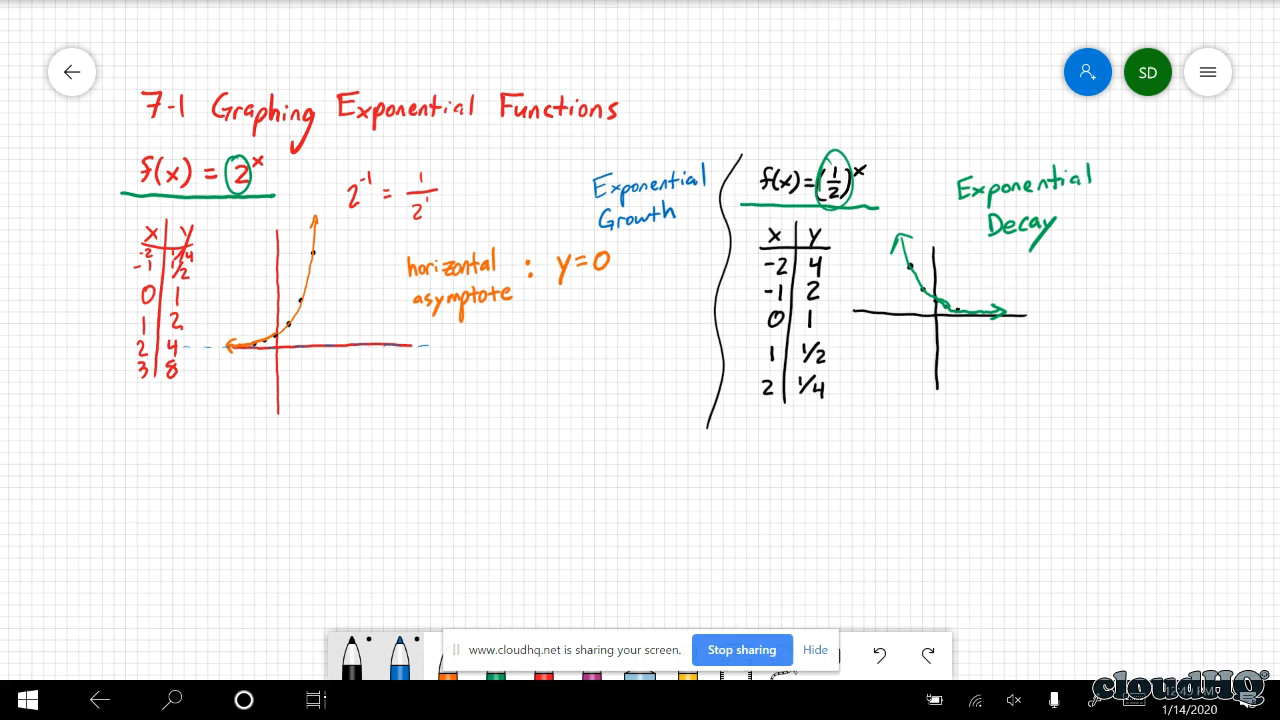 SD
7-1 Graphing Exponential Functions
f(x) = 2^x
2^-1 = 1/2^1
Exponential
Growth
x y
-2 1/4
-1 1/2
0 1
1 2
2 4
3 8
horizontal : y=0
asymptote
f(x)=(1/2)^x
Exponential
Decay
x y
-2 4
-1 2
0 1
1 1/2
2 1/4
www.cloudhq.net is sharing your screen. Stop sharing Hide
cloudHQ
1/14/2020